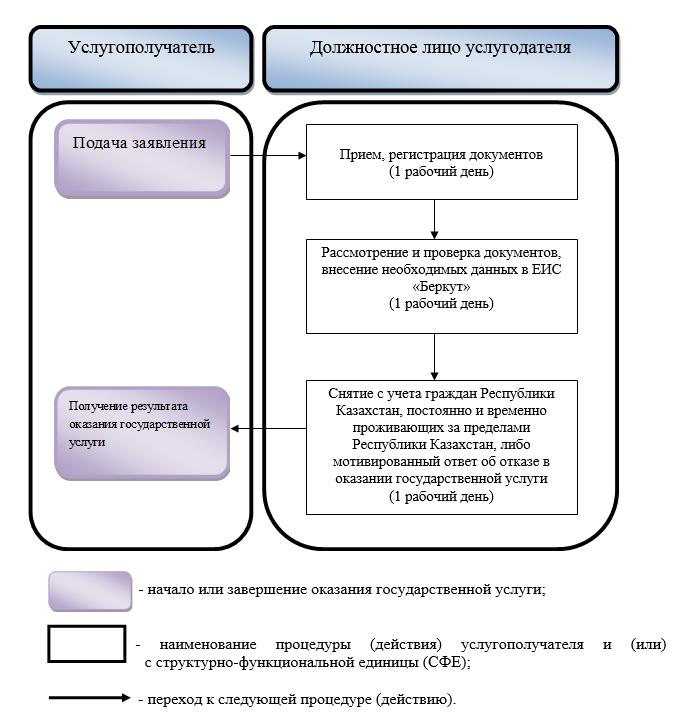 Услугополучатель
Должностное лицо услугодателя
Подача заявления
Прием, регистрация документов
(1 рабочий день)
Рассмотрение и проверка документов,
внесение необходимых данных в ЕИС
«Беркут»
(1 рабочий день)
Снятие с учета граждан Республики
Казахстан, постоянно и временно
проживающих за пределами
Республики Казахстан, либо
мотивированный ответ об отказе в
оказании государственной услуги
(1 рабочий день)
Получение результата
оказания государственной
услуги
- начало или завершение оказания государственной услуги;
- наименование процедуры (действия) услугополучателя и (или)
с структурно-функциональной единицы (СФЕ);
- переход к следующей процедуре (действию).